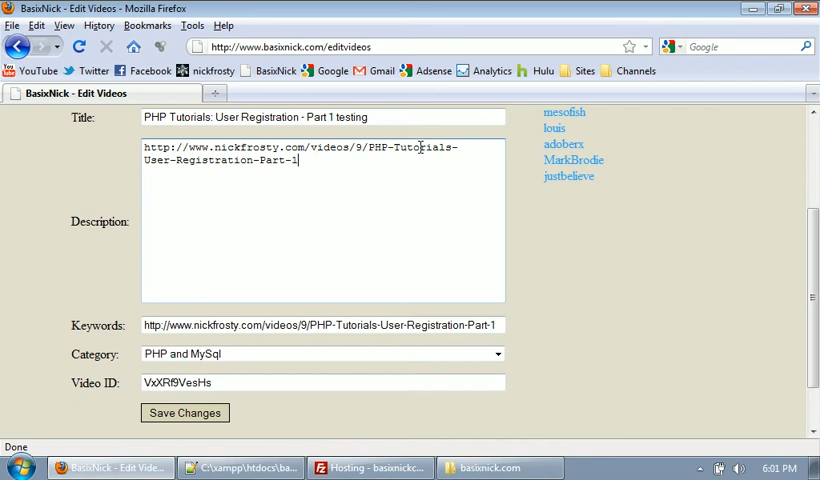 BasixNick - Edit Videos - Mozilla Firefox
File Edit View History Bookmarks Tools Help
http://www.basixnick.com/editvideos
Google
YouTube Twitter Facebook nickfrosty BasixNick Google Gmail Adsense Analytics Hulu Sites Channels
BasixNick - Edit Videos
Title: PHP Tutorials: User Registration - Part 1 testing
mesofish
louis
adoberx
MarkBrodie
justbelieve
Description: http://www.nickfrosty.com/videos/9/PHP-Tutorials-
User-Registration-Part-1
Keywords: http://www.nickfrosty.com/videos/9/PHP-Tutorials-User-Registration-Part-1
Category: PHP and MySql
Video ID: VxXRf9VesHs
Save Changes
Done
BasixNick - Edit Vide... C:\xampp\htdocs\ba... Hosting - basixnickc... basixnick.com 6:01 PM